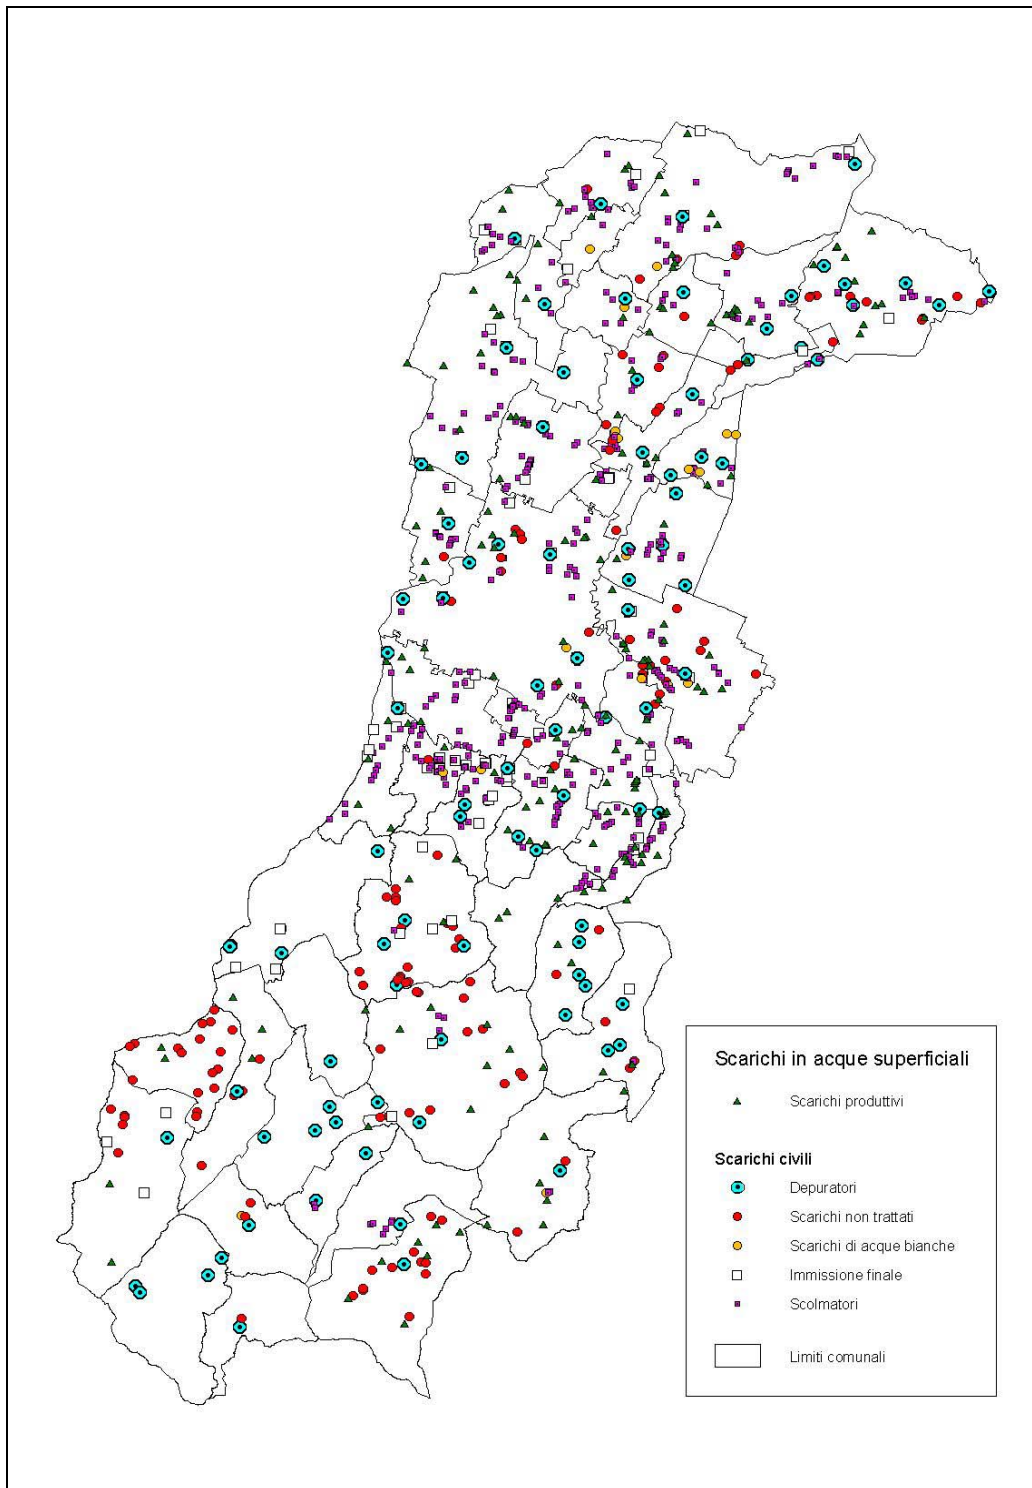 Scarichi in acque superficiali
Scarichi produttivi
Scarichi civili
Depuratori
Scarichi non trattati
Scarichi di acque bianche
Immissione finale
Scolmatori
Limiti comunali